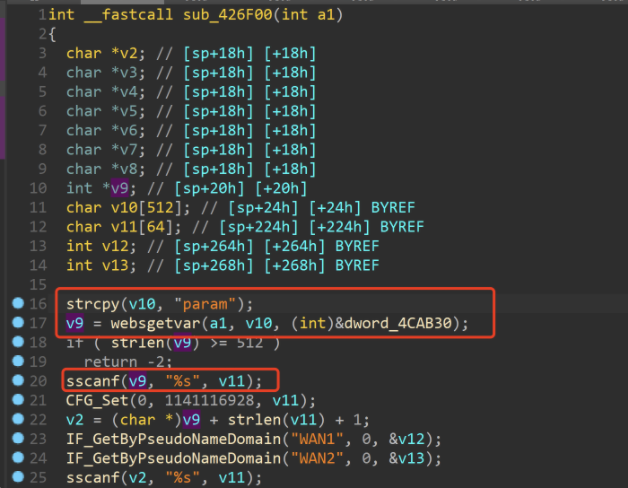 1 int __fastcall sub_426F00(int a1)
2 {
3 char *v2; // [sp+18h] [+18h]
4 char *v3; // [sp+18h] [+18h]
5 char *v4; // [sp+18h] [+18h]
6 char *v5; // [sp+18h] [+18h]
7 char *v6; // [sp+18h] [+18h]
8 char *v7; // [sp+18h] [+18h]
9 char *v8; // [sp+18h] [+18h]
10 int *v9; // [sp+20h] [+20h]
11 char v10[512]; // [sp+24h] [+24h] BYREF
12 char v11[64]; // [sp+224h] [+224h] BYREF
13 int v12; // [sp+264h] [+264h] BYREF
14 int v13; // [sp+268h] [+268h] BYREF
15
16 strcpy(v10, "param");
17 v9 = websgetvar(a1, v10, (int)&dword_4CAB30);
18 if ( strlen(v9) >= 512 )
19 return -2;
20 sscanf(v9, "%s", v11);
21 CFG_Set(0, 1141116928, v11);
22 v2 = (char *)v9 + strlen(v11) + 1;
23 IF_GetByPseudoNameDomain("WAN1", 0, &v12);
24 IF_GetByPseudoNameDomain("WAN2", 0, &v13);
25 sscanf(v2, "%s", v11);